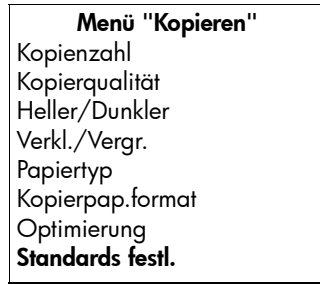 Menü "Kopieren"
Kopienzahl
Kopierqualität
Heller/Dunkler
Verkl./Vergr.
Papiertyp
Kopierpap.format
Optimierung
Standards festl.